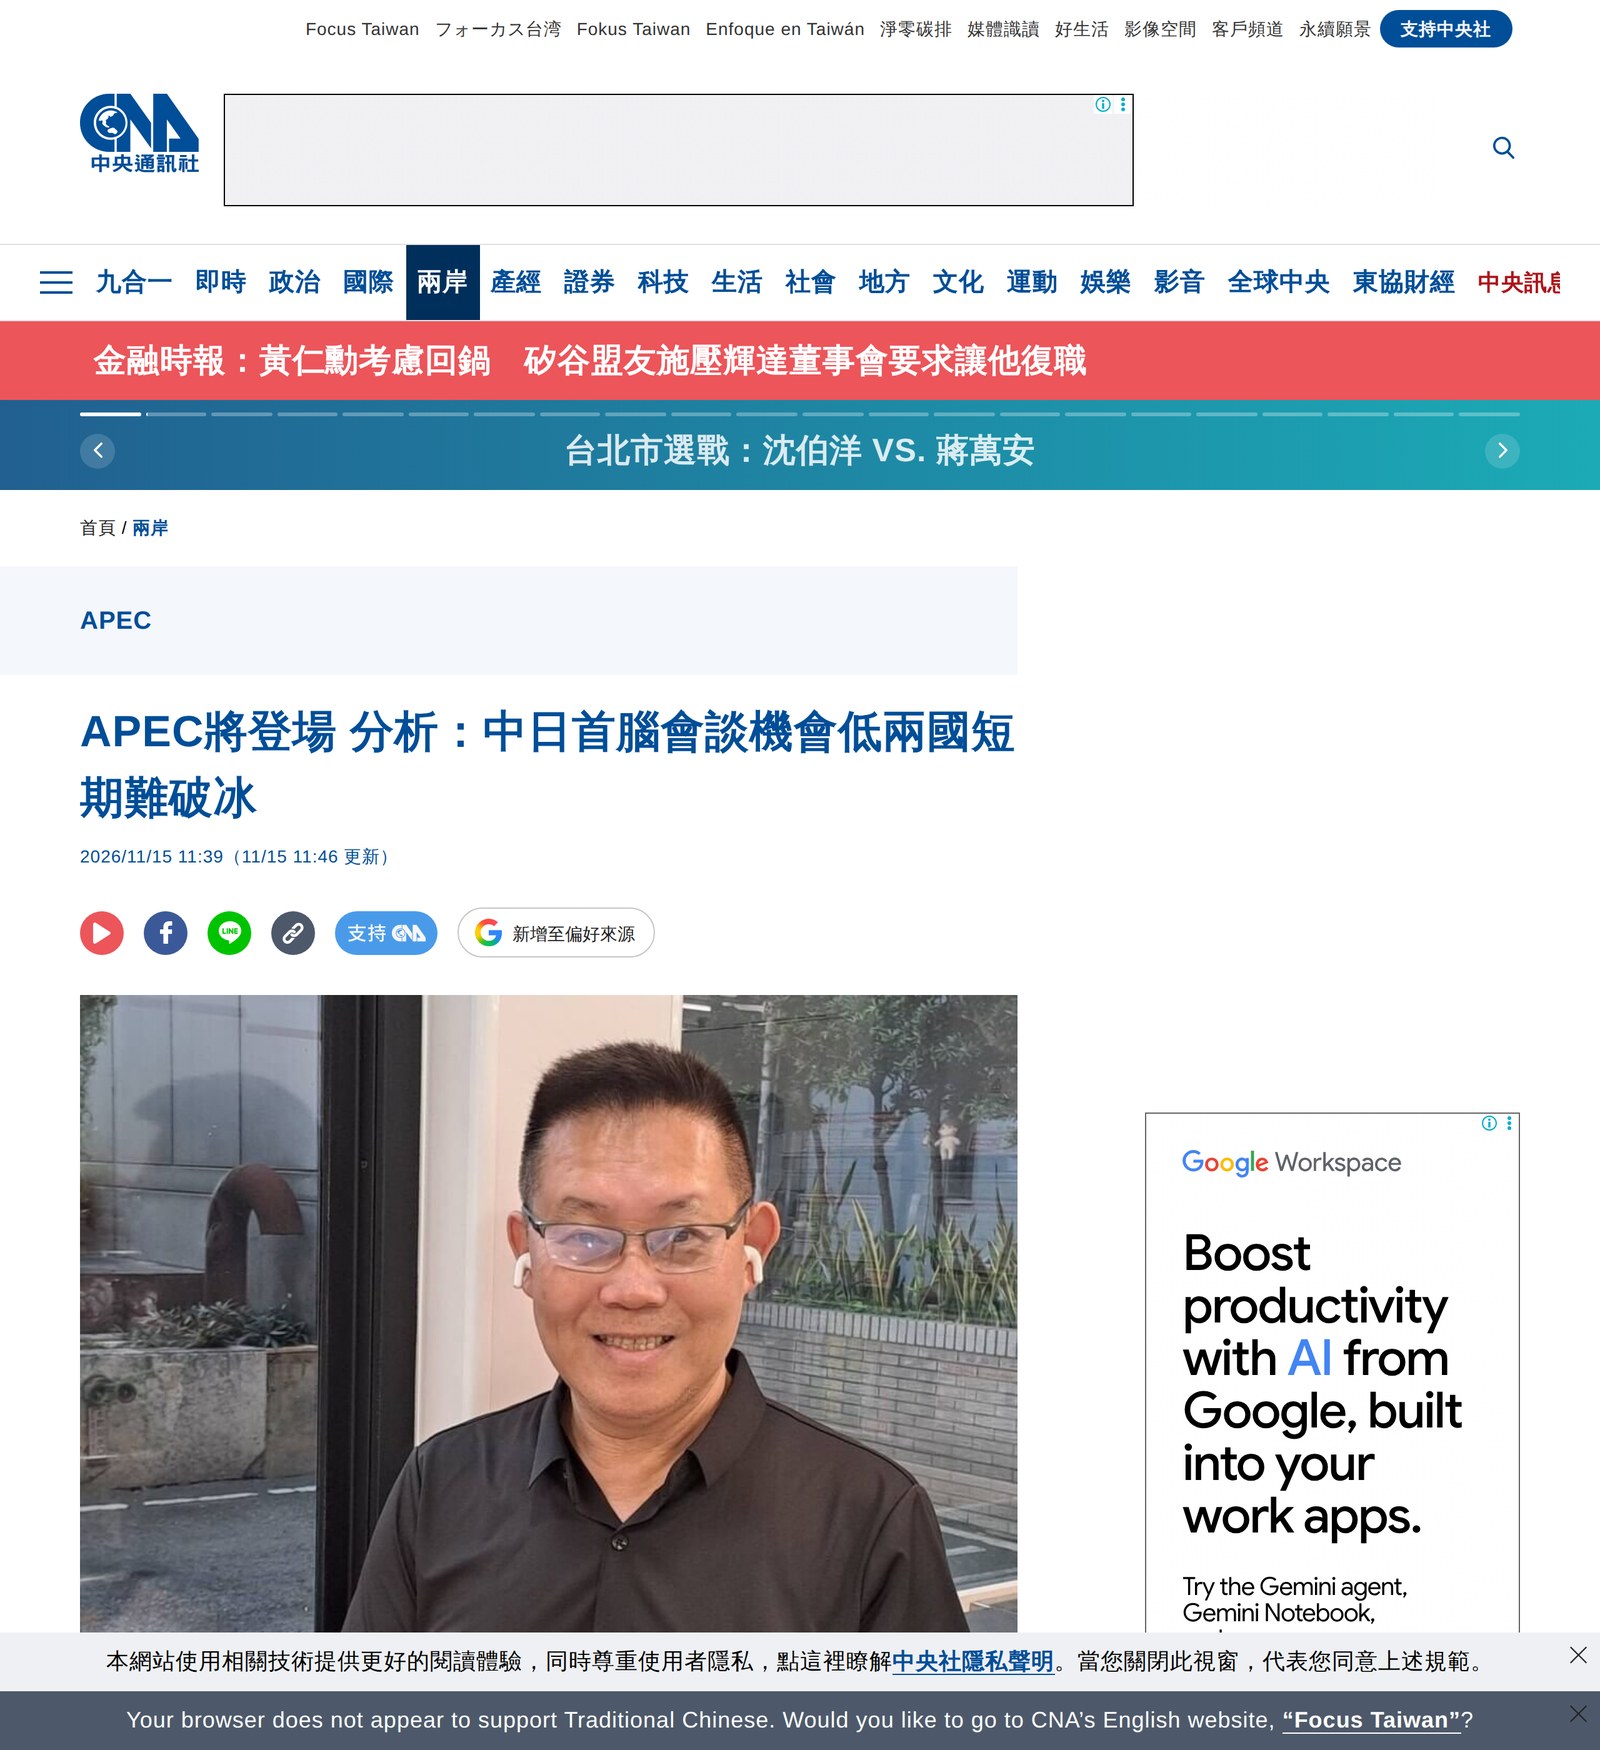 Focus Taiwan フォーカス台湾 Fokus Taiwan Enfoque en Taiwán 淨零碳排 媒體識讀 好生活 影像空間 客戶頻道 永續願景 支持中央社
CNA
中央通訊社
九合一 即時 政治 國際 兩岸 產經 證券 科技 生活 社會 地方 文化 運動 娛樂 影音 全球中央 東協財經 中央訊息
金融時報：黃仁勳考慮回鍋　矽谷盟友施壓輝達董事會要求讓他復職
台北市選戰：沈伯洋 VS. 蔣萬安
首頁 / 兩岸
APEC
APEC將登場 分析：中日首腦會談機會低兩國短
期難破冰
2026/11/15 11:39（11/15 11:46 更新）
LINE
支持 CNA
新增至偏好來源
Google Workspace
Boost
productivity
with AI from
Google, built
into your
work apps.
Try the Gemini agent,
Gemini Notebook,
本網站使用相關技術提供更好的閱讀體驗，同時尊重使用者隱私，點這裡瞭解中央社隱私聲明。當您關閉此視窗，代表您同意上述規範。
Your browser does not appear to support Traditional Chinese. Would you like to go to CNA’s English website, “Focus Taiwan”?